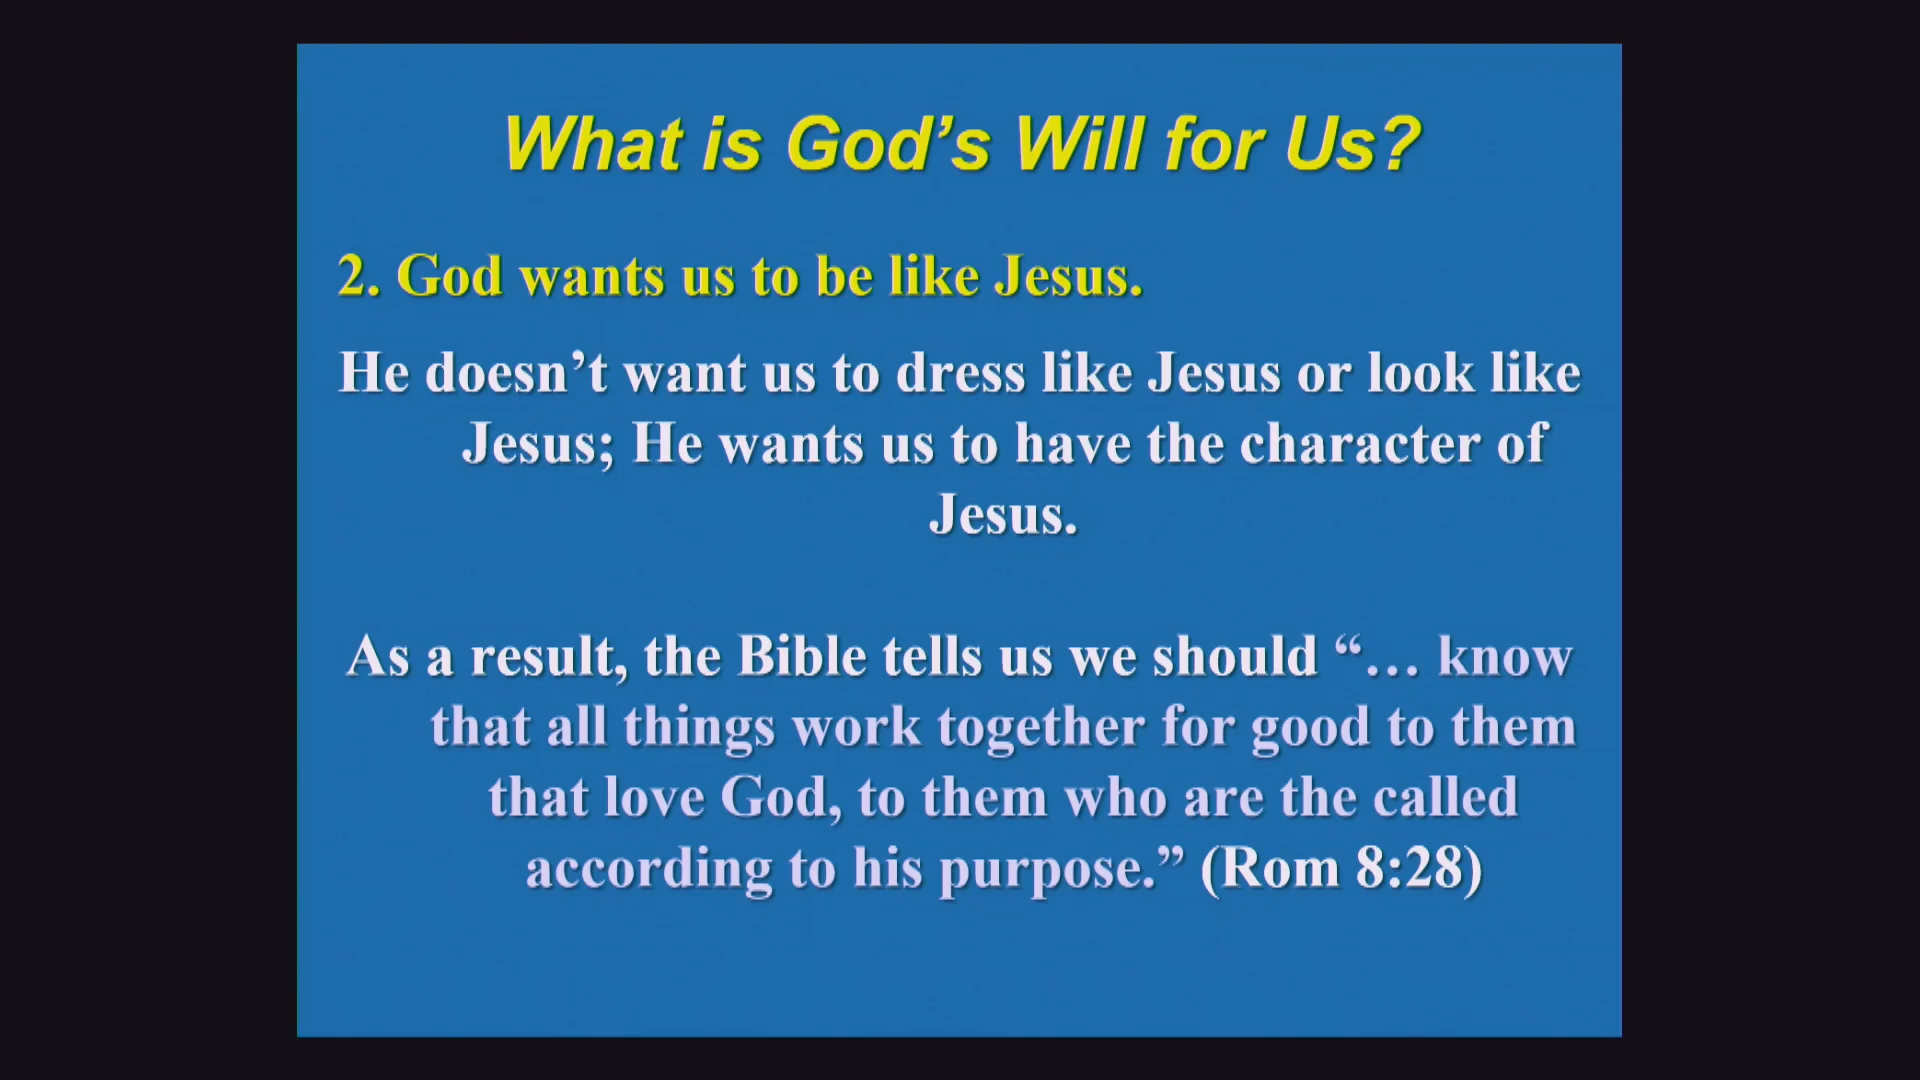 What is God’s Will for Us?
2. God wants us to be like Jesus.
He doesn’t want us to dress like Jesus or look like
Jesus; He wants us to have the character of
Jesus.
As a result, the Bible tells us we should “… know
that all things work together for good to them
that love God, to them who are the called
according to his purpose.” (Rom 8:28)